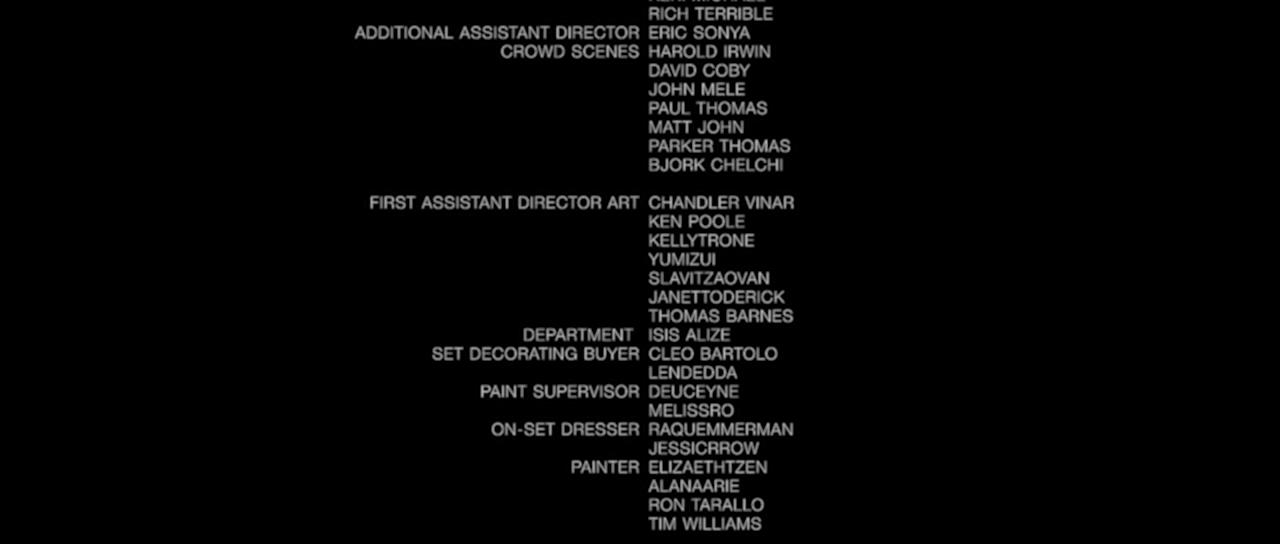 RICH TERRIBLE
ADDITIONAL ASSISTANT DIRECTOR ERIC SONYA
CROWD SCENES HAROLD IRWIN
DAVID COBY
JOHN MELE
PAUL THOMAS
MATT JOHN
PARKER THOMAS
BJORK CHELCHI
FIRST ASSISTANT DIRECTOR ART CHANDLER VINAR
KEN POOLE
KELLYTRONE
YUMIZUI
SLAVITZAOVAN
JANETTODERICK
THOMAS BARNES
DEPARTMENT ISIS ALIZE
SET DECORATING BUYER CLEO BARTOLO
LENDEDDA
PAINT SUPERVISOR DEUCEYNE
MELISSRO
ON-SET DRESSER RAQUEMMERMAN
JESSICRROW
PAINTER ELIZAETHTZEN
ALANAARIE
RON TARALLO
TIM WILLIAMS